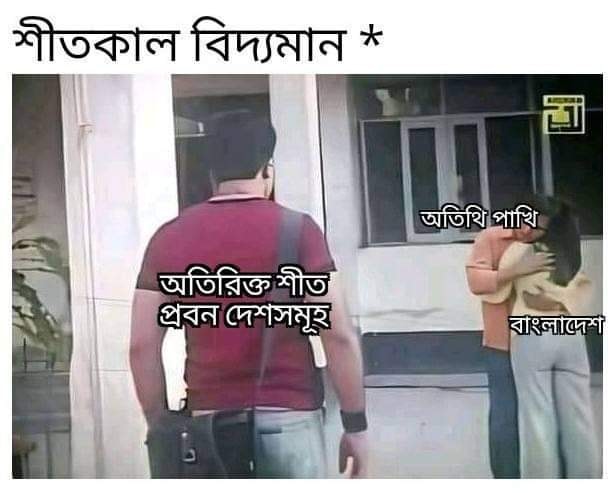 শীতকাল বিদ্যমান *
অতিথি পাখি
অতিরিক্ত শীত
প্রবন দেশসমূহ
বাংলাদেশ